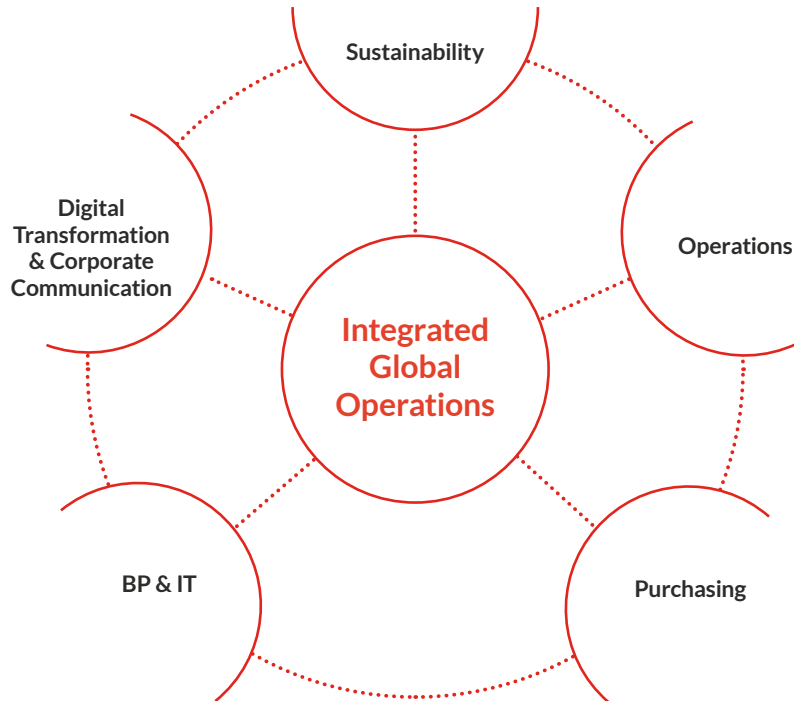 Sustainability
Digital
Transformation
& Corporate
Communication
Operations
Integrated
Global
Operations
BP & IT
Purchasing